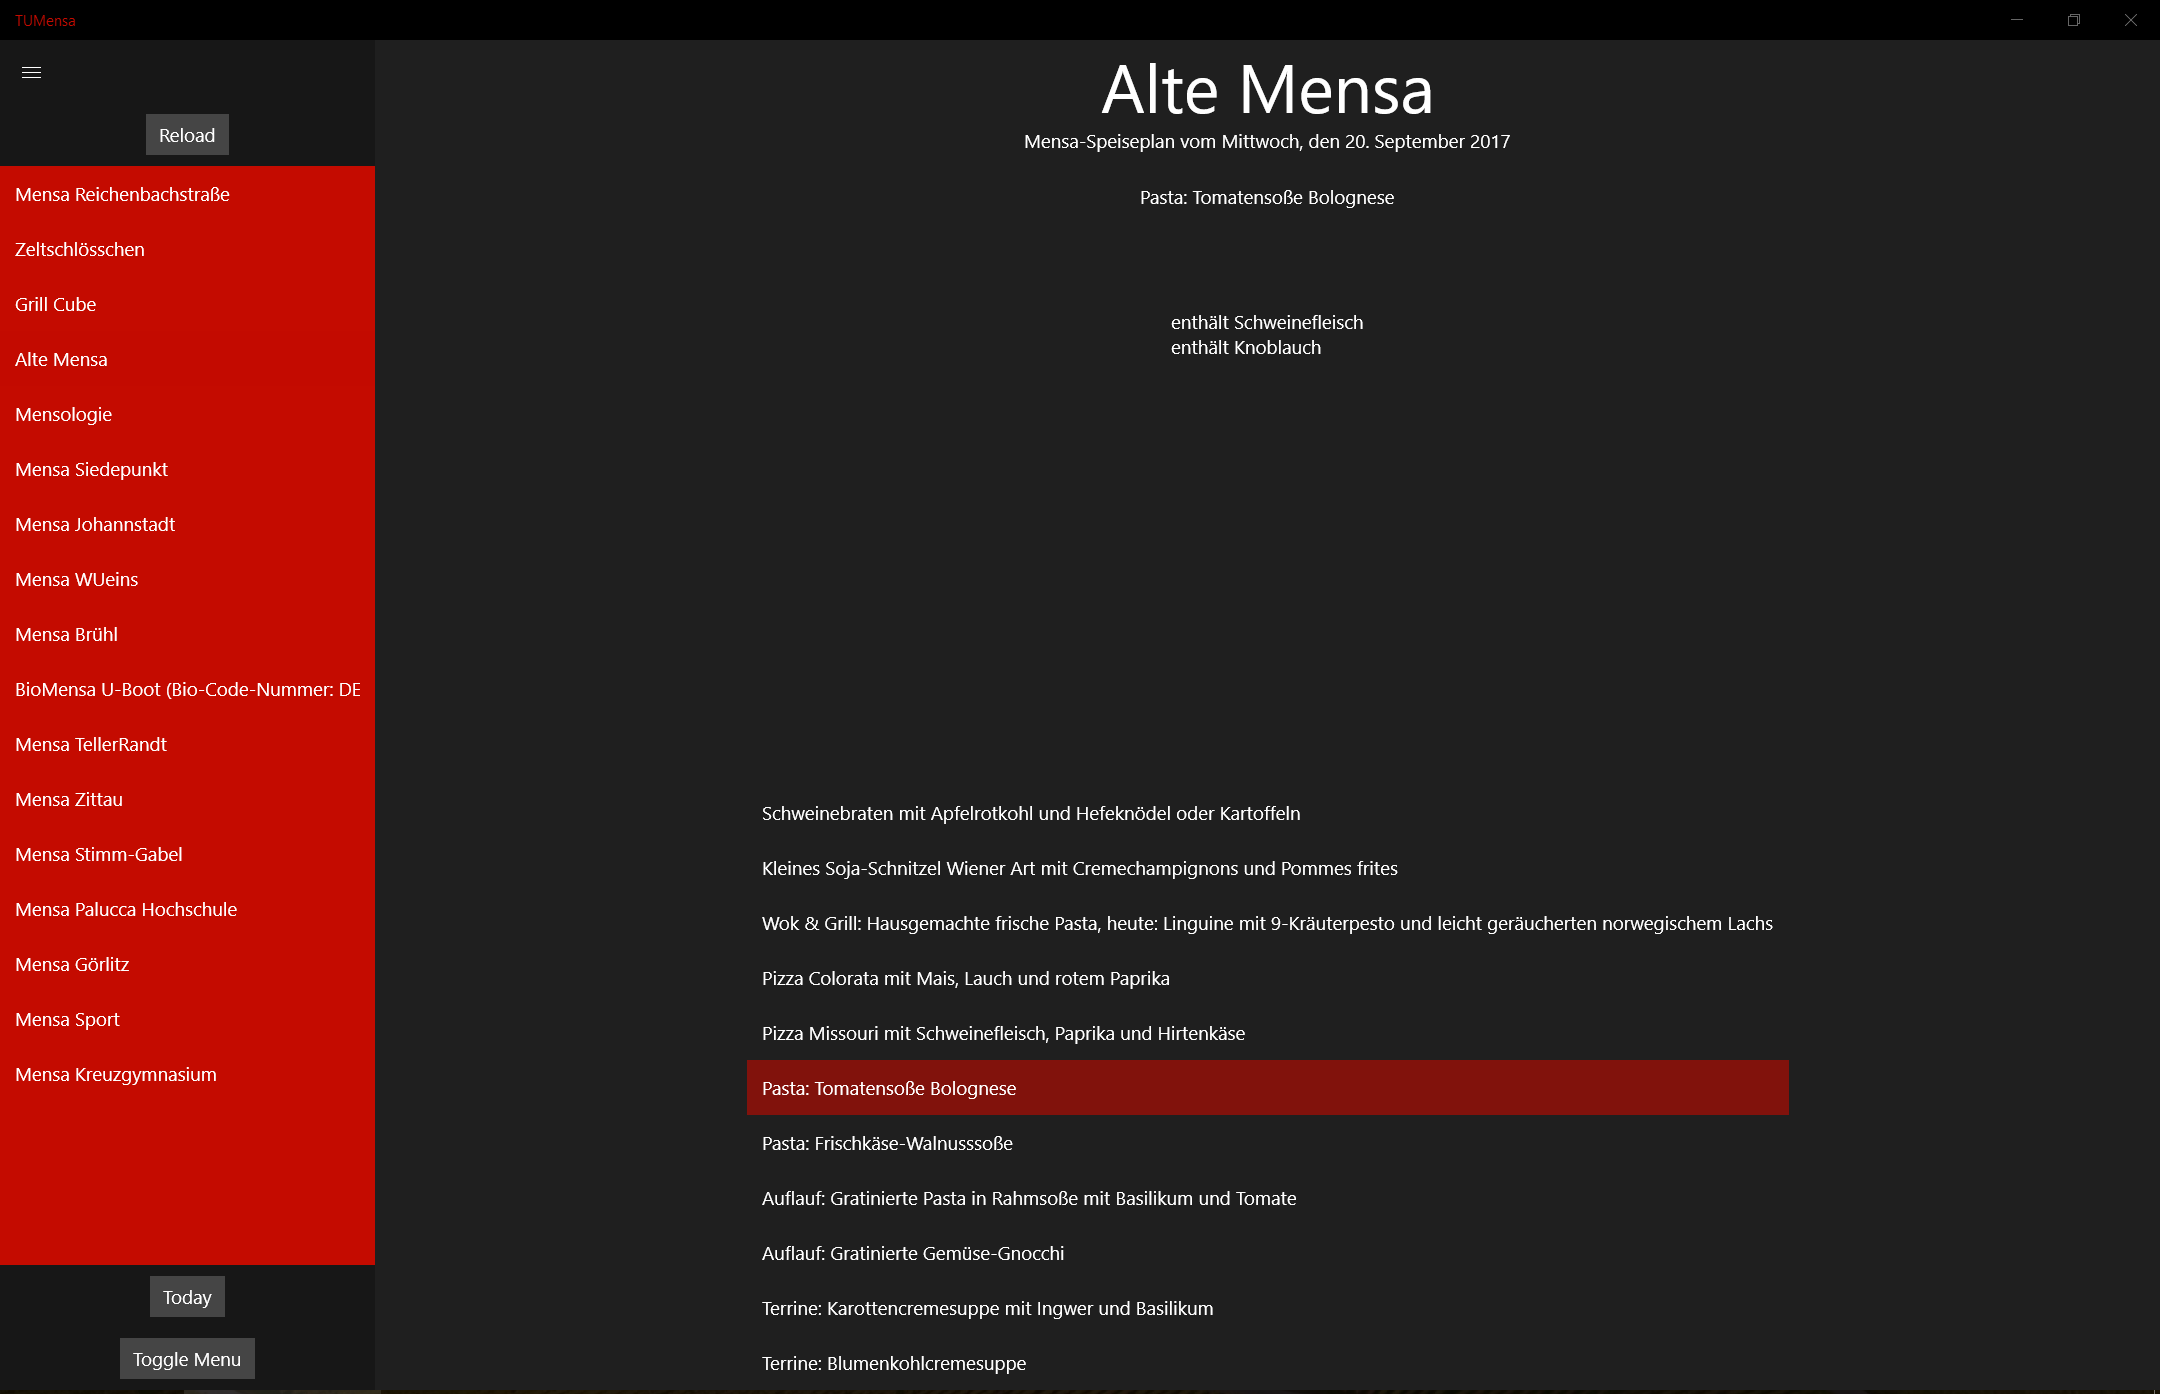 TUMensa
Reload
Mensa Reichenbachstraße
Zeltschlösschen
Grill Cube
Alte Mensa
Mensologie
Mensa Siedepunkt
Mensa Johannstadt
Mensa WUeins
Mensa Brühl
BioMensa U-Boot (Bio-Code-Nummer: DE
Mensa TellerRandt
Mensa Zittau
Mensa Stimm-Gabel
Mensa Palucca Hochschule
Mensa Görlitz
Mensa Sport
Mensa Kreuzgymnasium
Today
Toggle Menu
Alte Mensa
Mensa-Speiseplan vom Mittwoch, den 20. September 2017
Pasta: Tomatensoße Bolognese
enthält Schweinefleisch
enthält Knoblauch
Schweinebraten mit Apfelrotkohl und Hefeknödel oder Kartoffeln
Kleines Soja-Schnitzel Wiener Art mit Cremechampignons und Pommes frites
Wok & Grill: Hausgemachte frische Pasta, heute: Linguine mit 9-Kräuterpesto und leicht geräucherten norwegischem Lachs
Pizza Colorata mit Mais, Lauch und rotem Paprika
Pizza Missouri mit Schweinefleisch, Paprika und Hirtenkäse
Pasta: Tomatensoße Bolognese
Pasta: Frischkäse-Walnusssoße
Auflauf: Gratinierte Pasta in Rahmsoße mit Basilikum und Tomate
Auflauf: Gratinierte Gemüse-Gnocchi
Terrine: Karottencremesuppe mit Ingwer und Basilikum
Terrine: Blumenkohlcremesuppe